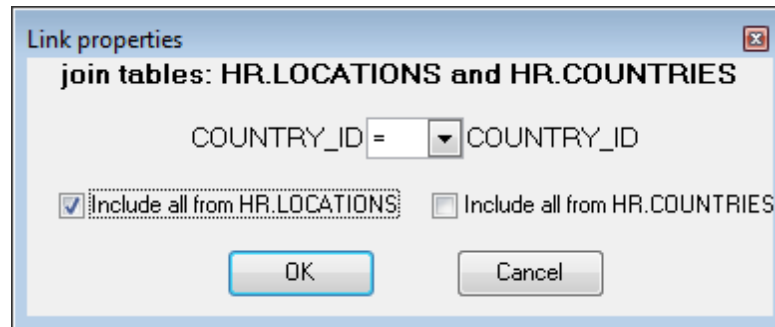 Link properties
join tables: HR.LOCATIONS and HR.COUNTRIES
COUNTRY_ID = COUNTRY_ID
Include all from HR.LOCATIONS Include all from HR.COUNTRIES
OK Cancel